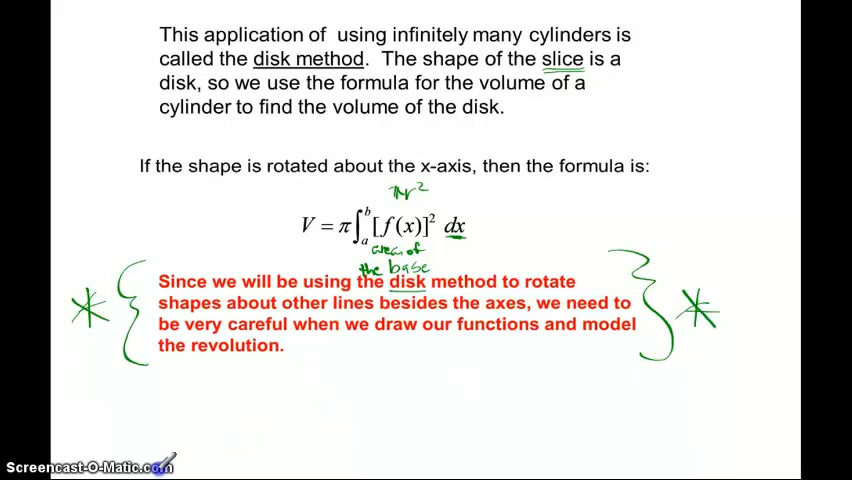 This application of using infinitely many cylinders is
called the disk method. The shape of the slice is a
disk, so we use the formula for the volume of a
cylinder to find the volume of the disk.
If the shape is rotated about the x-axis, then the formula is:
πr²
V = π∫ₐᵇ[f(x)]² dx
area of
the base
Since we will be using the disk method to rotate
shapes about other lines besides the axes, we need to
be very careful when we draw our functions and model
the revolution.
Screencast-O-Matic.com